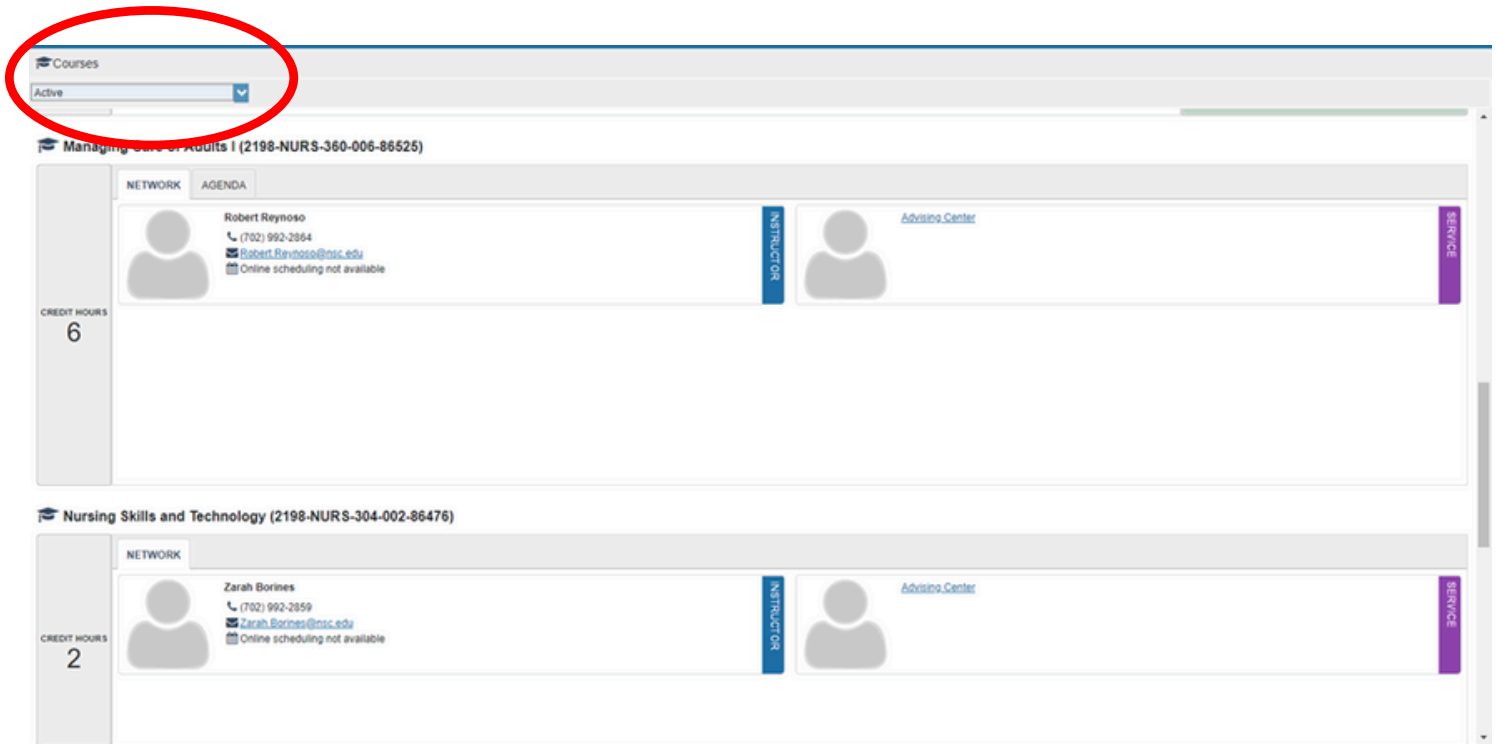 Courses
Active
Managing Care of Adults I (2198-NURS-360-006-86525)
NETWORK AGENDA
CREDIT HOURS
6
Robert Reynoso
(702) 992-2864
Robert.Reynoso@nsc.edu
Online scheduling not available
INSTRUCTOR
Advising Center
SERVICE
Nursing Skills and Technology (2198-NURS-304-002-86476)
NETWORK
CREDIT HOURS
2
Zarah Borines
(702) 992-2859
Zarah.Borines@nsc.edu
Online scheduling not available
INSTRUCTOR
Advising Center
SERVICE